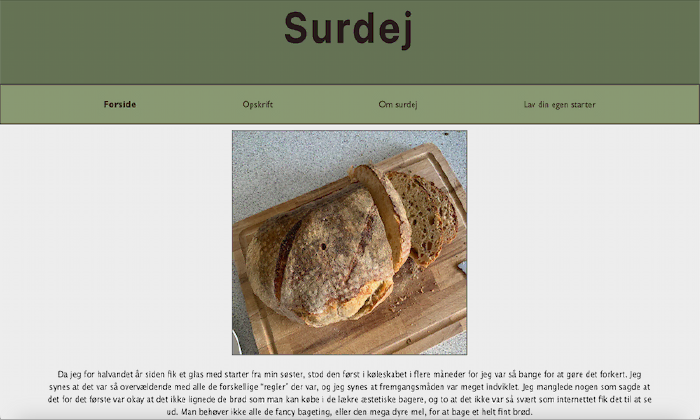 Surdej
Forside
Opskrift
Om surdej
Lav din egen starter
Da jeg for halvandet år siden fik et glas med starter fra min søster, stod den først i køleskabet i flere måneder for jeg var så bange for at gøre det forkert. Jeg
synes at det var så overvældende med alle de forskellige "regler" der var, og jeg synes at fremgangsmåden var meget indviklet. Jeg manglede nogen som sagde at
det for det første var okay at det ikke lignede de brød som man kan købe i de lækre æstetiske bagere, og to at det ikke var så svært som internettet fik det til at se
ud. Man behøver ikke alle de fancy bageting, eller den mega dyre mel, for at bage et helt fint brød.